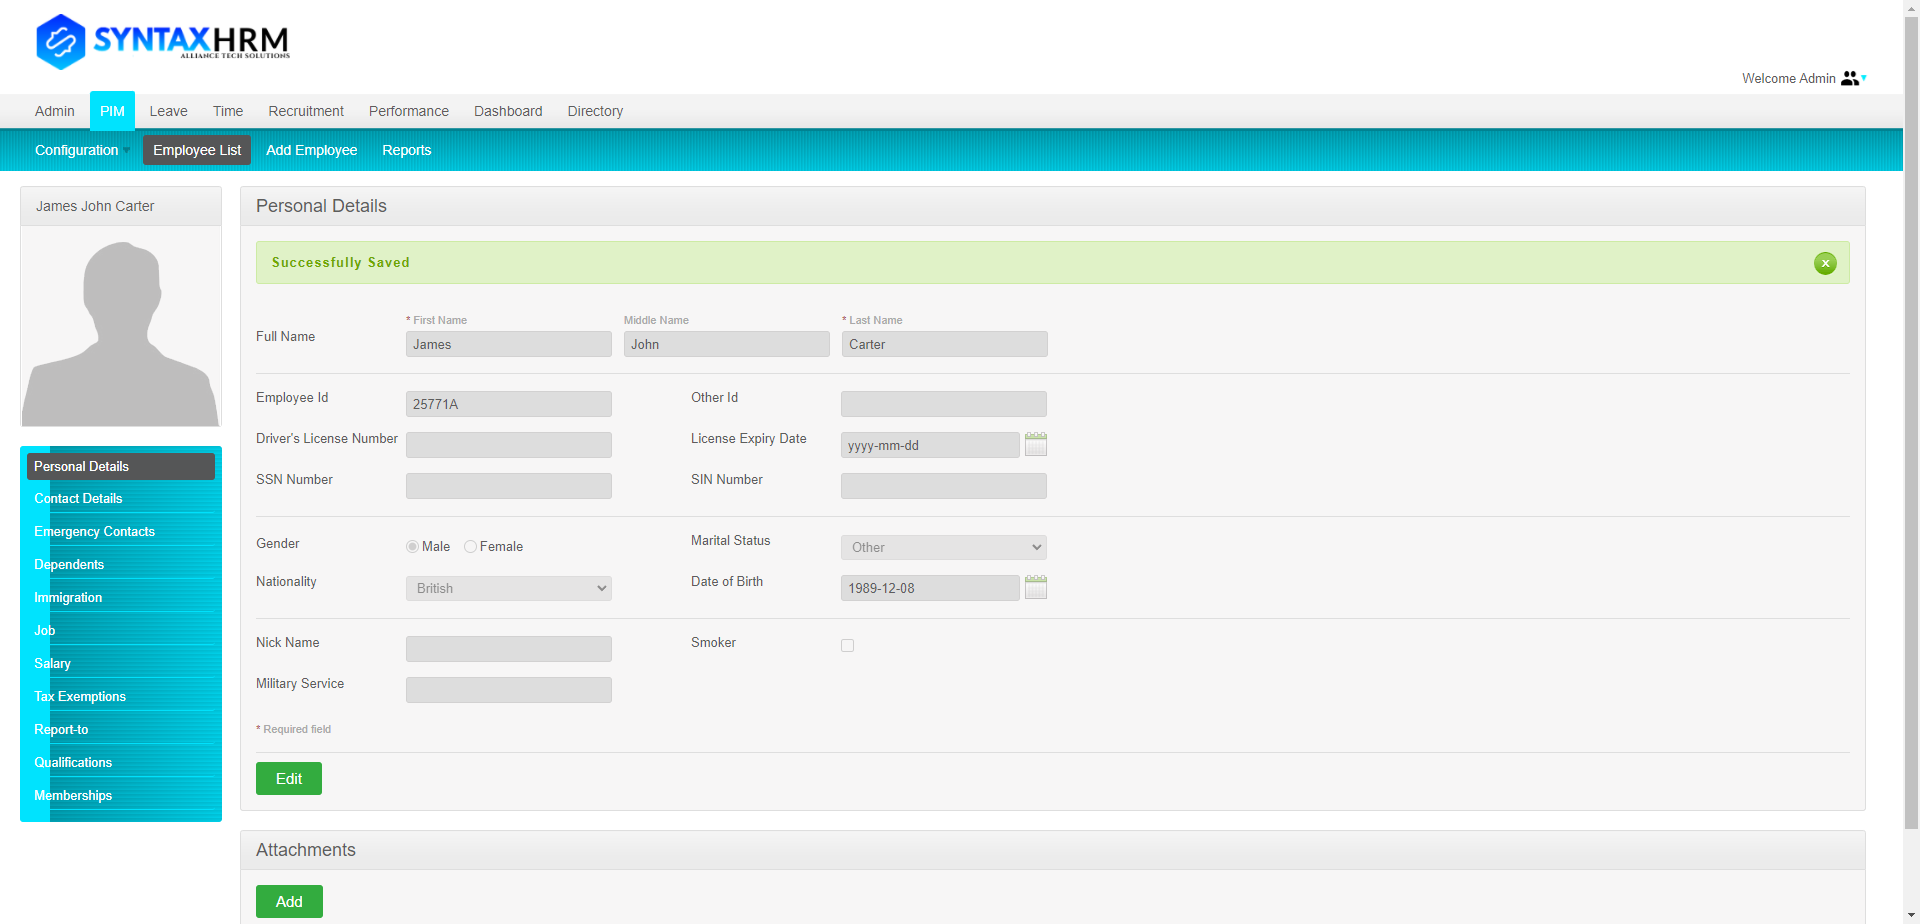 SYNTAXHRM
ALLIANCE TECH SOLUTIONS
Welcome Admin
Admin PIM Leave Time Recruitment Performance Dashboard Directory
Configuration Employee List Add Employee Reports
James John Carter
Personal Details
Contact Details
Emergency Contacts
Dependents
Immigration
Job
Salary
Tax Exemptions
Report-to
Qualifications
Memberships
Personal Details
Successfully Saved
x
* First Name Middle Name * Last Name
Full Name James John Carter
Employee Id 25771A Other Id
Driver's License Number License Expiry Date yyyy-mm-dd
SSN Number SIN Number
Gender Male Female Marital Status Other
Nationality British Date of Birth 1989-12-08
Nick Name Smoker
Military Service
* Required field
Edit
Attachments
Add